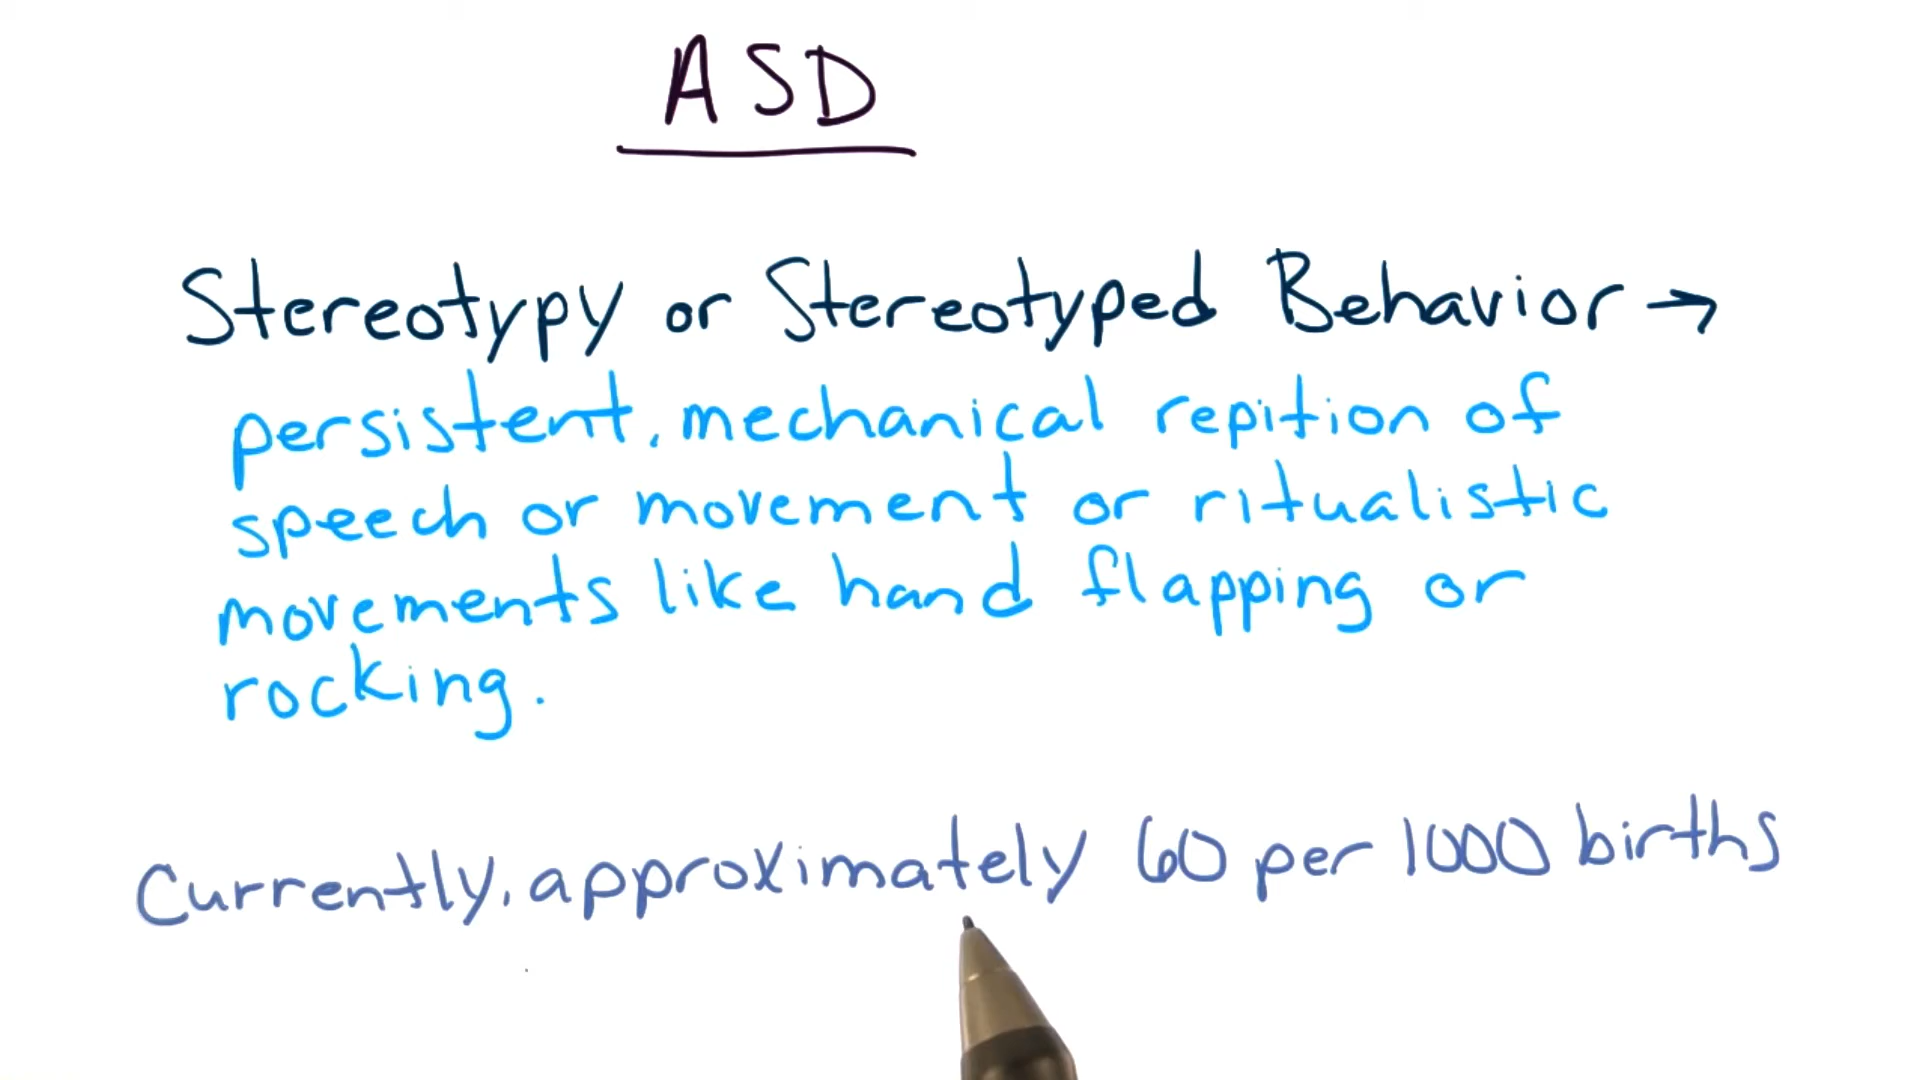 ASD
Stereotypy or Stereotyped Behavior →
persistent, mechanical repition of
speech or movement or ritualistic
movements like hand flapping or
rocking.
Currently, approximately 60 per 1000 births